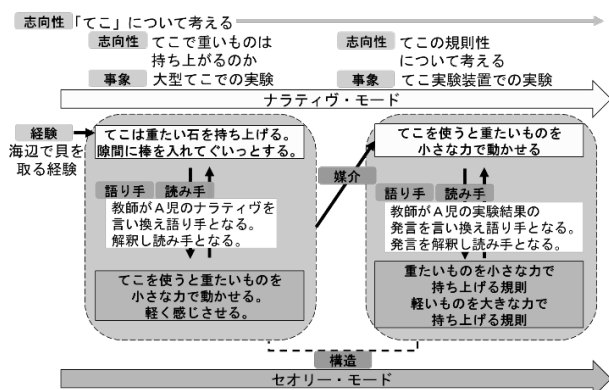 志向性「てこ」について考える
志向性 てこで重いものは
持ち上がるのか
事象 大型てこでの実験
志向性 てこの規則性
について考える
事象 てこ実験装置での実験
ナラティヴ・モード
経験
海辺で貝を
取る経験
てこは重たい石を持ち上げる。
隙間に棒を入れてぐいっとする。
語り手 読み手
教師がA児のナラティヴを
言い換え語り手となる。
解釈し読み手となる。
てこを使うと重たいものを
小さな力で動かせる。
軽く感じさせる。
媒介
てこを使うと重たいものを
小さな力で動かせる
語り手 読み手
教師がA児の実験結果の
発言を言い換え語り手となる。
発言を解釈し読み手となる。
重たいものを小さな力で
持ち上げる規則
軽いものを大きな力で
持ち上げる規則
構造
セオリー・モード